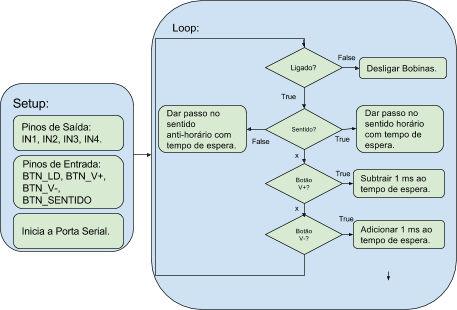 Setup:
Pinos de Saída:
IN1, IN2, IN3, IN4.
Pinos de Entrada:
BTN_LD, BTN_V+,
BTN_V-,
BTN_SENTIDO
Inicia a Porta Serial.
Loop:
Ligado?
False
Desligar Bobinas.
True
Dar passo no
sentido
anti-horário com
tempo de espera.
False
Sentido?
True
Dar passo no
sentido horário
com tempo de
espera.
x
Botão
V+?
True
Subtrair 1 ms ao
tempo de espera.
x
Botão
V-?
True
Adicionar 1 ms ao
tempo de espera.